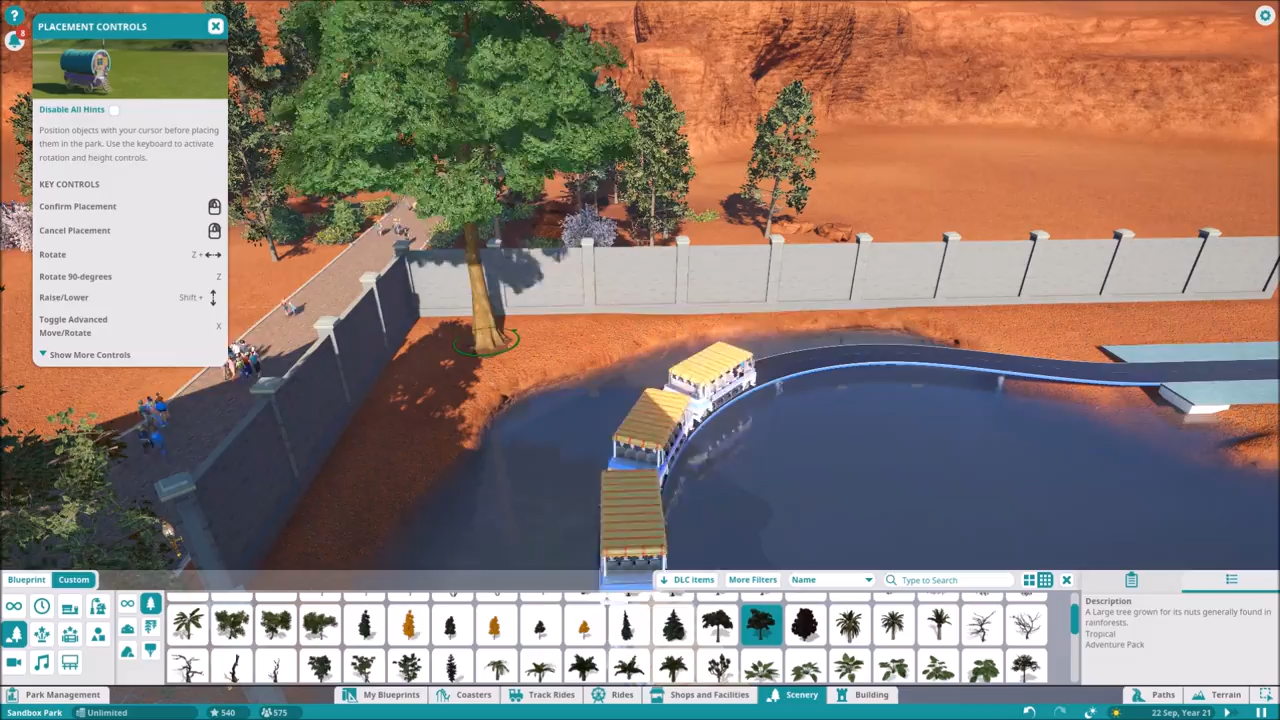 ?
8
PLACEMENT CONTROLS
Disable All Hints
Position objects with your cursor before placing
them in the park. Use the keyboard to activate
rotation and height controls.
KEY CONTROLS
Confirm Placement
Cancel Placement
Rotate Z +
Rotate 90-degrees Z
Raise/Lower Shift +
Toggle Advanced
Move/Rotate X
Show More Controls
Blueprint Custom DLC items More Filters Name Type to Search
Description
A Large tree grown for its nuts generally found in
rainforests.
Tropical
Adventure Pack
Park Management My Blueprints Coasters Track Rides Rides Shops and Facilities Scenery Building Paths Terrain
Sandbox Park Unlimited 540 575 22 Sep, Year 21